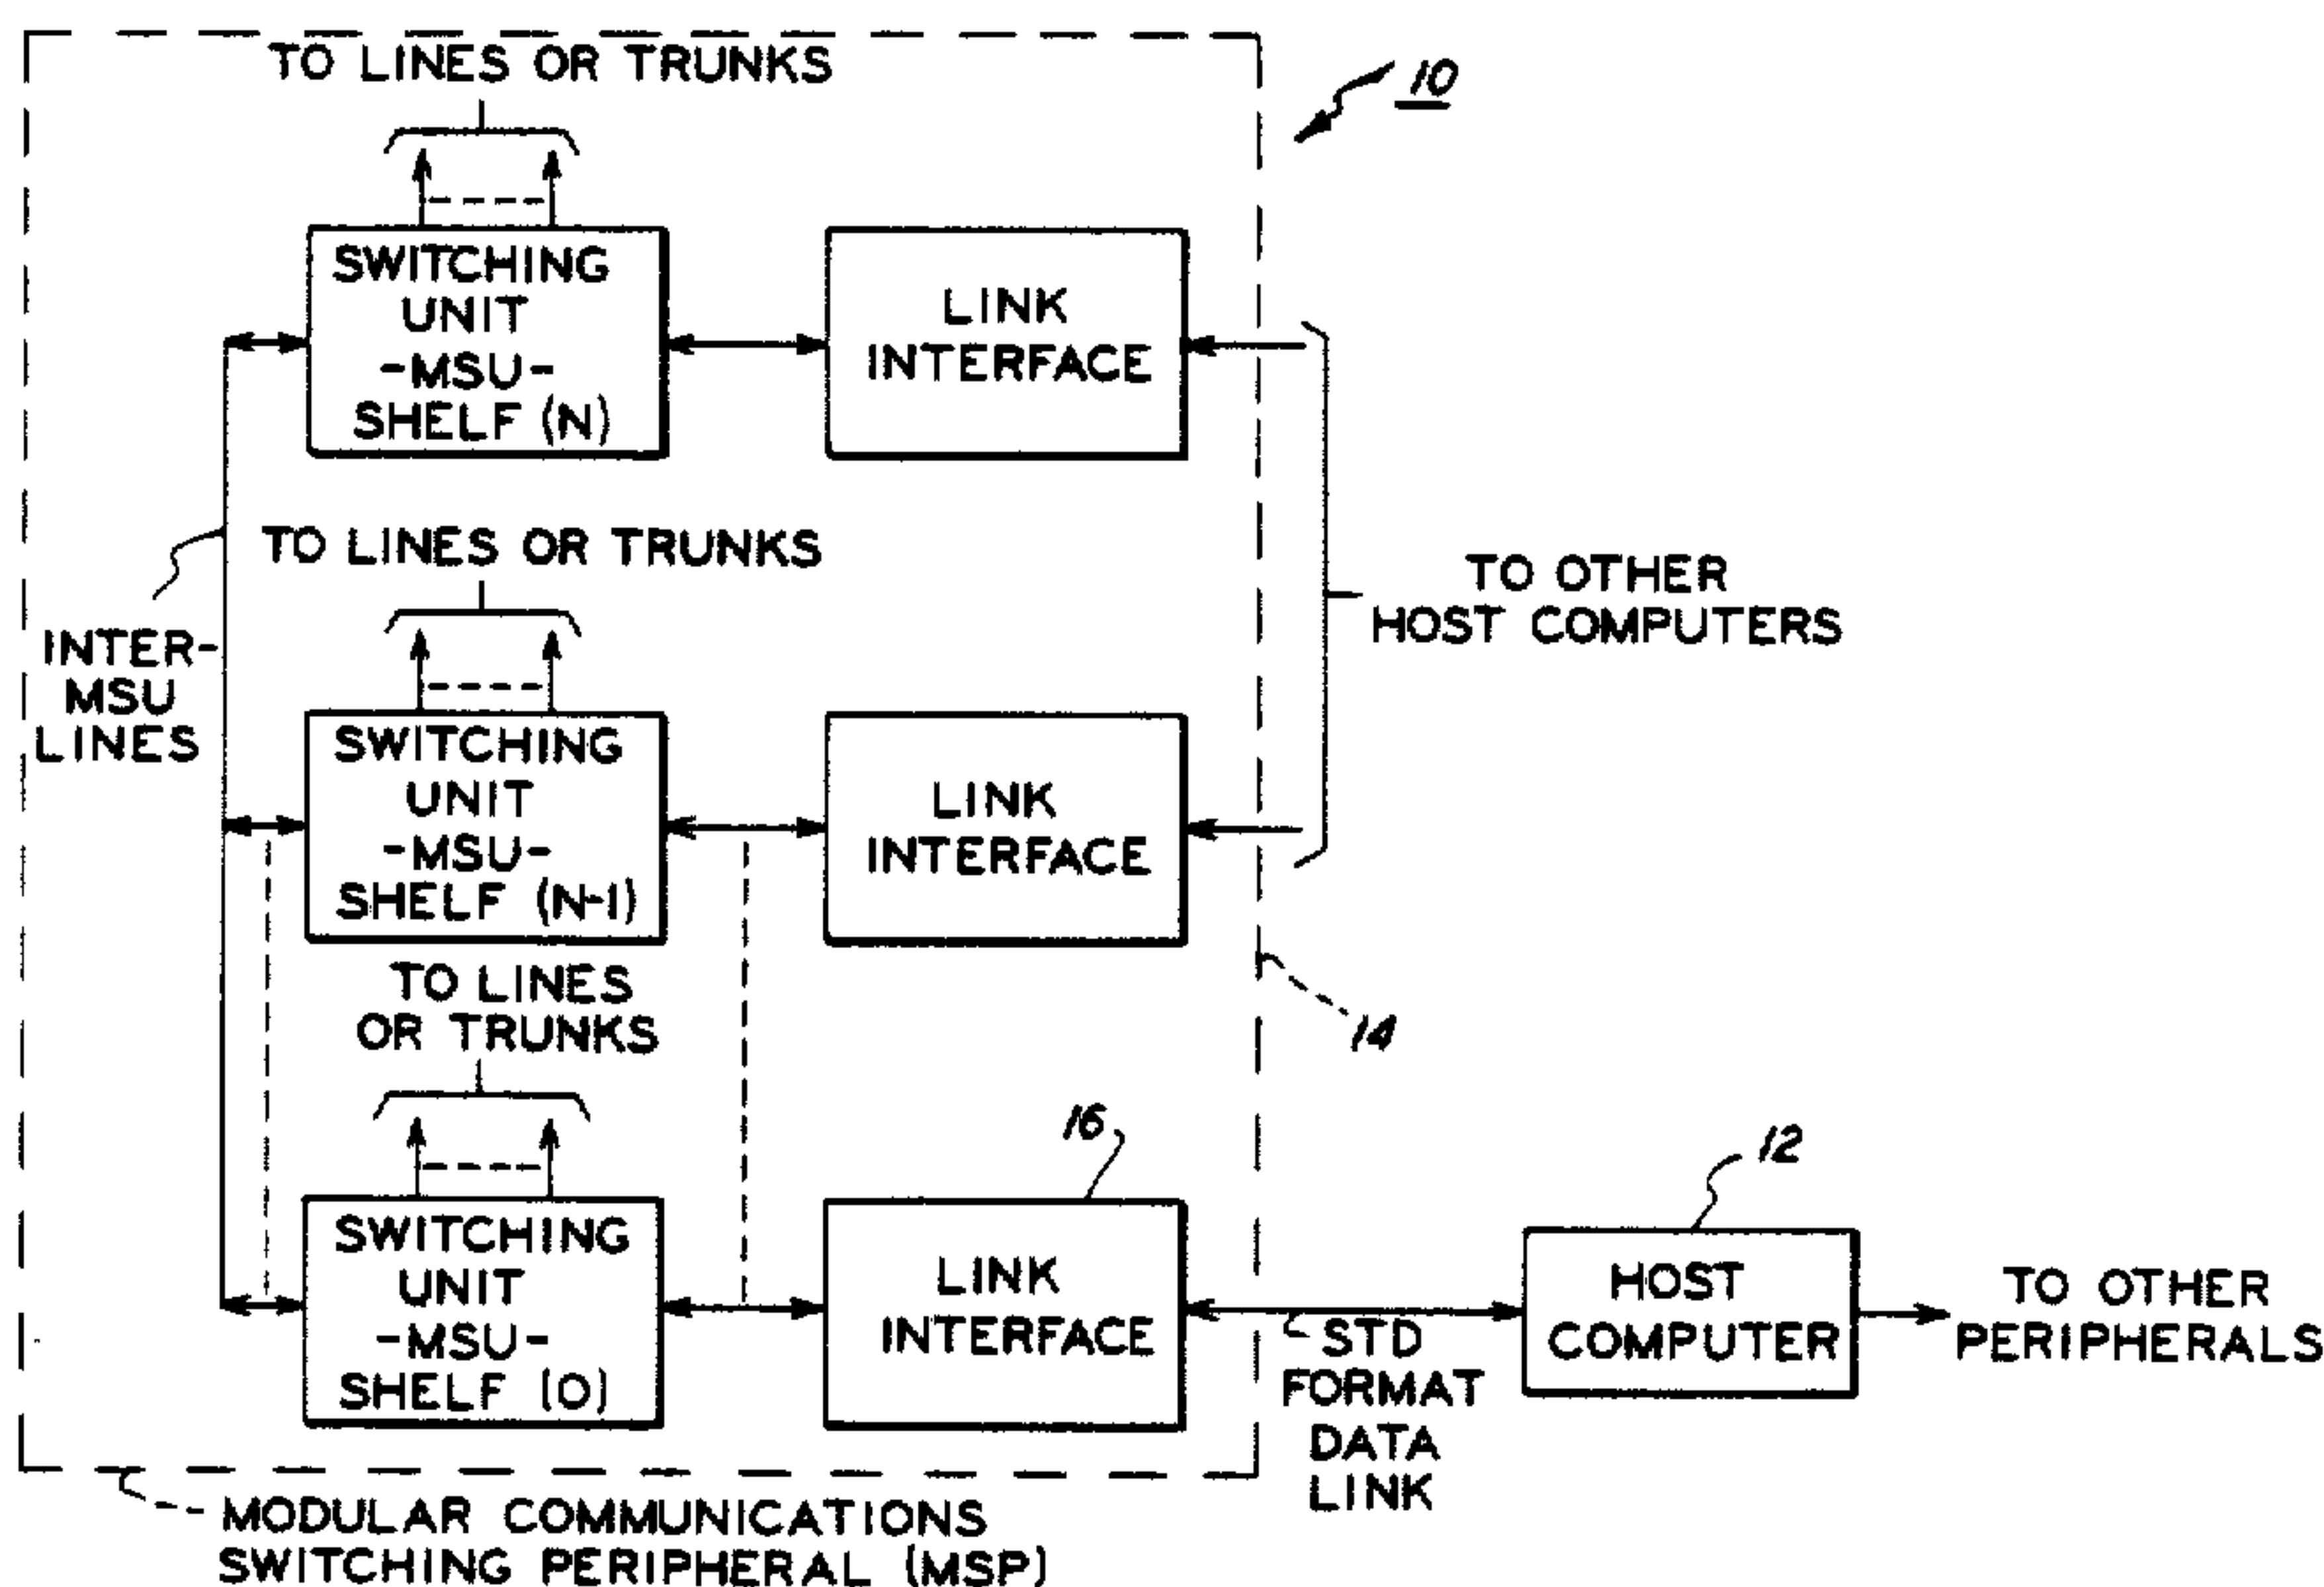 TO LINES OR TRUNKS
10
SWITCHING
UNIT
-MSU-
SHELF (N)
LINK
INTERFACE
TO LINES OR TRUNKS
TO OTHER
HOST COMPUTERS
INTER-
MSU
LINES
SWITCHING
UNIT
-MSU-
SHELF (N-1)
LINK
INTERFACE
TO LINES
OR TRUNKS
14
16
12
SWITCHING
UNIT
-MSU-
SHELF (0)
LINK
INTERFACE
STD
FORMAT
DATA
LINK
HOST
COMPUTER
TO OTHER
PERIPHERALS
MODULAR COMMUNICATIONS
SWITCHING PERIPHERAL (MSP)